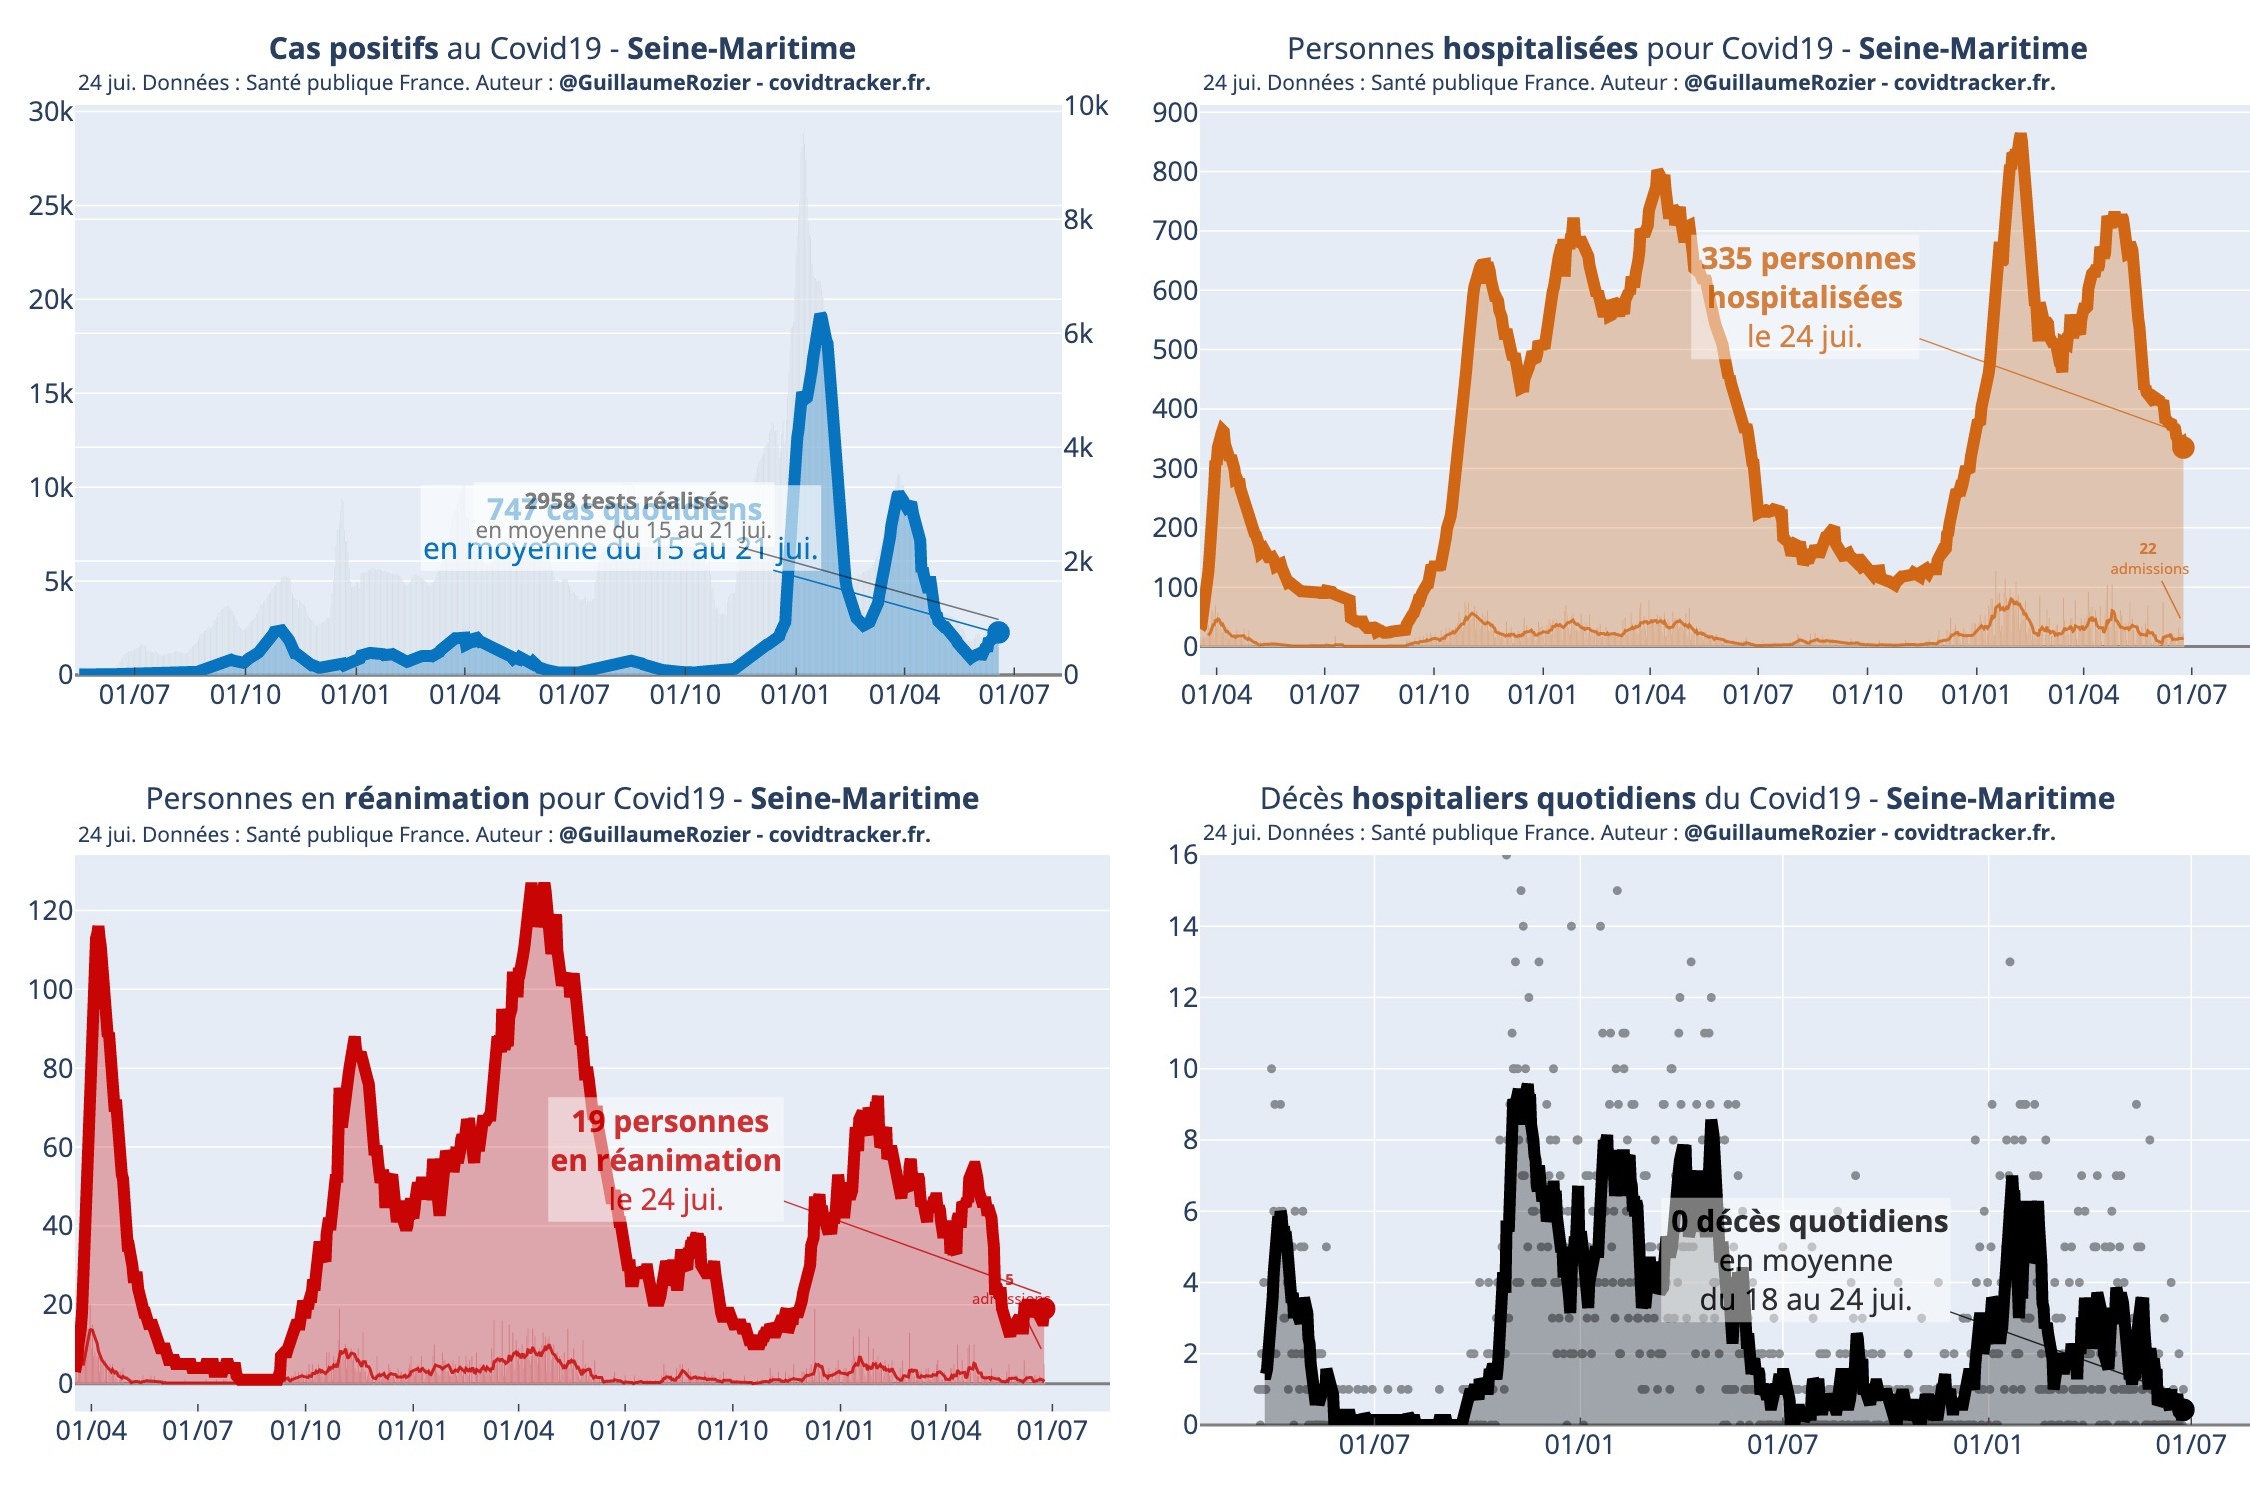 Cas positifs au Covid19 - Seine-Maritime
24 jui. Données : Santé publique France. Auteur : @GuillaumeRozier - covidtracker.fr.
30k
25k
20k
15k
10k
5k
0
10k
8k
6k
4k
2k
0
2958 tests réalisés
en moyenne du 15 au 21 jui.
747 cas quotidiens
en moyenne du 15 au 21 jui.
01/07 01/10 01/01 01/04 01/07 01/10 01/01 01/04 01/07
Personnes hospitalisées pour Covid19 - Seine-Maritime
24 jui. Données : Santé publique France. Auteur : @GuillaumeRozier - covidtracker.fr.
900
800
700
600
500
400
300
200
100
0
335 personnes
hospitalisées
le 24 jui.
22
admissions
01/04 01/07 01/10 01/01 01/04 01/07 01/10 01/01 01/04 01/07
Personnes en réanimation pour Covid19 - Seine-Maritime
24 jui. Données : Santé publique France. Auteur : @GuillaumeRozier - covidtracker.fr.
120
100
80
60
40
20
0
19 personnes
en réanimation
le 24 jui.
5
admissions
01/04 01/07 01/10 01/01 01/04 01/07 01/10 01/01 01/04 01/07
Décès hospitaliers quotidiens du Covid19 - Seine-Maritime
24 jui. Données : Santé publique France. Auteur : @GuillaumeRozier - covidtracker.fr.
16
14
12
10
8
6
4
2
0
0 décès quotidiens
en moyenne
du 18 au 24 jui.
01/07 01/01 01/07 01/01 01/07